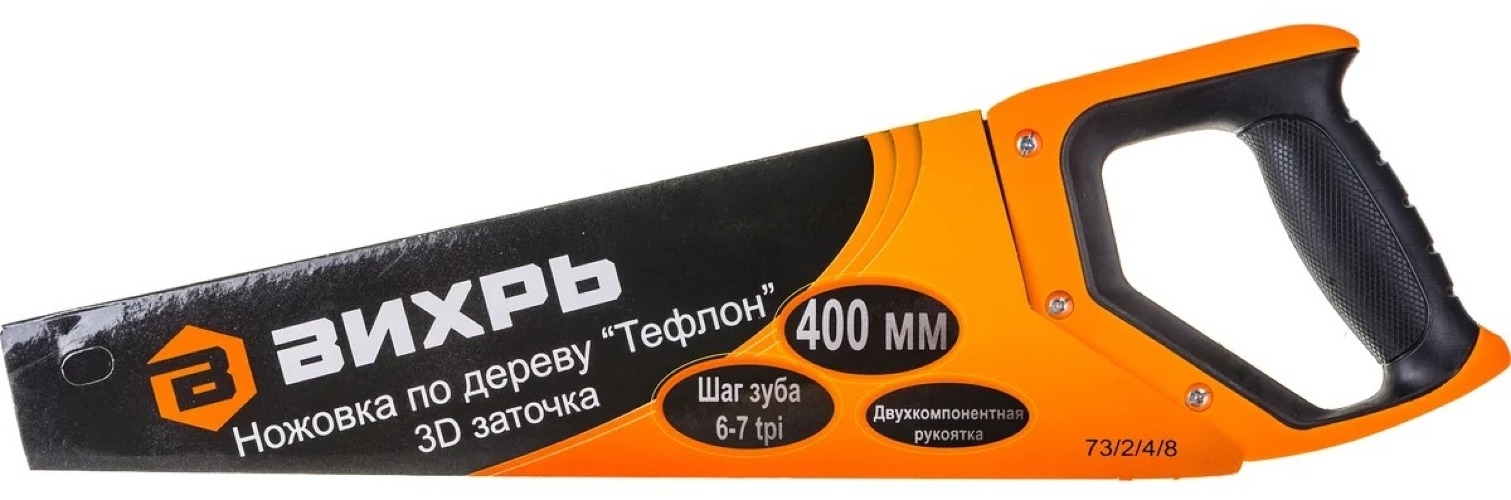 ВИХРЬ
Ножовка по дереву “Тефлон”
3D заточка
400 мм
Шаг зуба
6-7 tpi
Двухкомпонентная
рукоятка
73/2/4/8